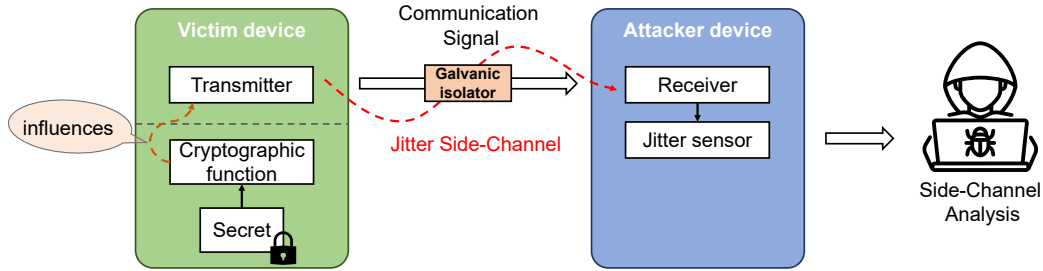 Victim device
Transmitter
influences
Cryptographic
function
Secret
Communication
Signal
Galvanic
isolator
Jitter Side-Channel
Attacker device
Receiver
Jitter sensor
Side-Channel
Analysis